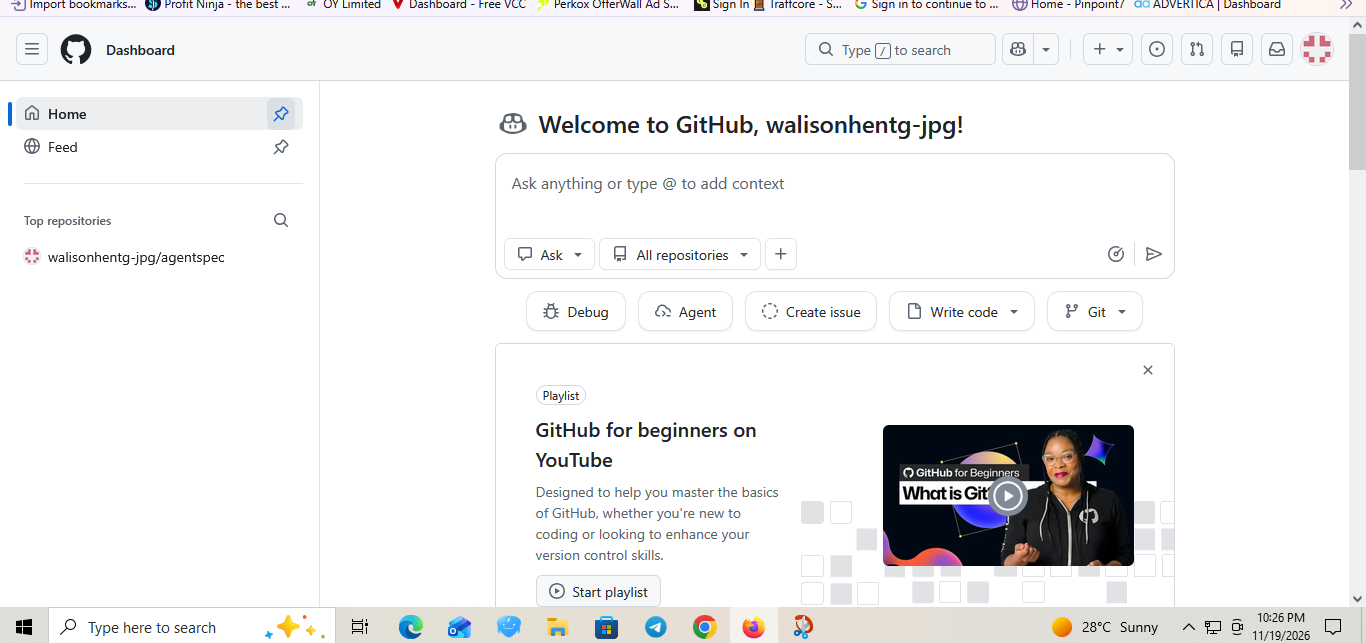 Import bookmarks...
Profit Ninja - the best ...
OY Limited
Dashboard - Free VCC
Perkox OfferWall Ad S...
Sign In
Traffcore - S...
Sign in to continue to ...
Home - Pinpoint7
ADVERTICA | Dashboard
Dashboard
Type / to search
Home
Feed
Top repositories
walisonhentg-jpg/agentspec
Welcome to GitHub, walisonhentg-jpg!
Ask anything or type @ to add context
Ask
All repositories
Debug
Agent
Create issue
Write code
Git
Playlist
GitHub for beginners on
YouTube
Designed to help you master the basics
of GitHub, whether you're new to
coding or looking to enhance your
version control skills.
Start playlist
GitHub for Beginners
What is Git
Type here to search
28°C Sunny
10:26 PM
11/19/2026